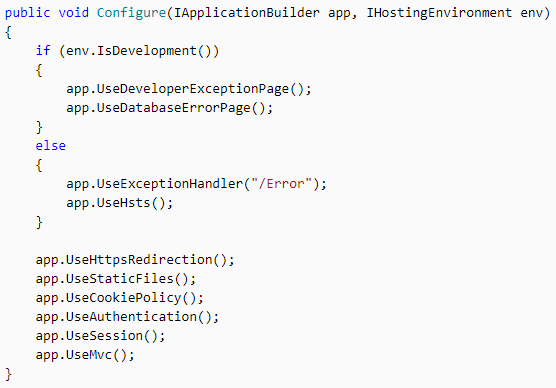 public void Configure(IApplicationBuilder app, IHostingEnvironment env)
{
    if (env.IsDevelopment())
    {
        app.UseDeveloperExceptionPage();
        app.UseDatabaseErrorPage();
    }
    else
    {
        app.UseExceptionHandler("/Error");
        app.UseHsts();
    }

    app.UseHttpsRedirection();
    app.UseStaticFiles();
    app.UseCookiePolicy();
    app.UseAuthentication();
    app.UseSession();
    app.UseMvc();
}